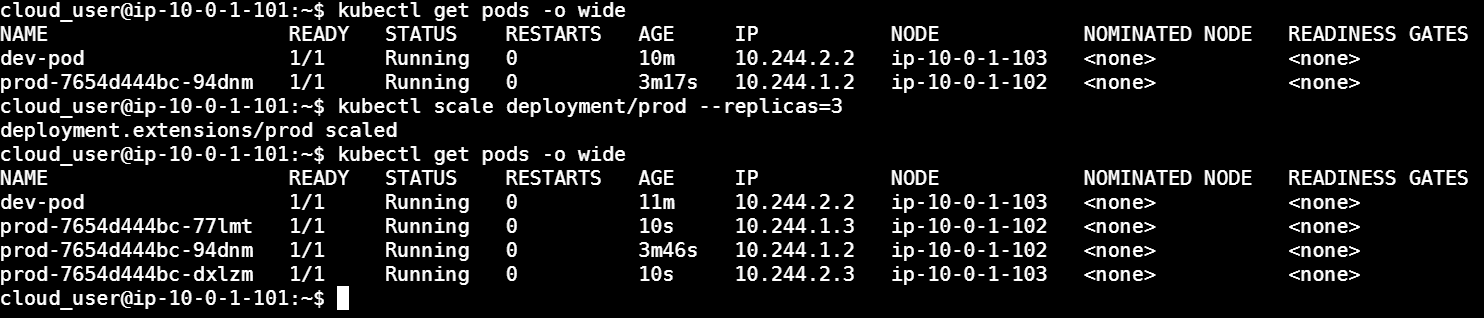 cloud_user@ip-10-0-1-101:~$ kubectl get pods -o wide
NAME                    READY   STATUS    RESTARTS   AGE     IP           NODE            NOMINATED NODE   READINESS GATES
dev-pod                 1/1     Running   0          10m     10.244.2.2   ip-10-0-1-103   <none>           <none>
prod-7654d444bc-94dnm   1/1     Running   0          3m17s   10.244.1.2   ip-10-0-1-102   <none>           <none>
cloud_user@ip-10-0-1-101:~$ kubectl scale deployment/prod --replicas=3
deployment.extensions/prod scaled
cloud_user@ip-10-0-1-101:~$ kubectl get pods -o wide
NAME                    READY   STATUS    RESTARTS   AGE     IP           NODE            NOMINATED NODE   READINESS GATES
dev-pod                 1/1     Running   0          11m     10.244.2.2   ip-10-0-1-103   <none>           <none>
prod-7654d444bc-77lmt   1/1     Running   0          10s     10.244.1.3   ip-10-0-1-102   <none>           <none>
prod-7654d444bc-94dnm   1/1     Running   0          3m46s   10.244.1.2   ip-10-0-1-102   <none>           <none>
prod-7654d444bc-dxlzm   1/1     Running   0          10s     10.244.2.3   ip-10-0-1-103   <none>           <none>
cloud_user@ip-10-0-1-101:~$